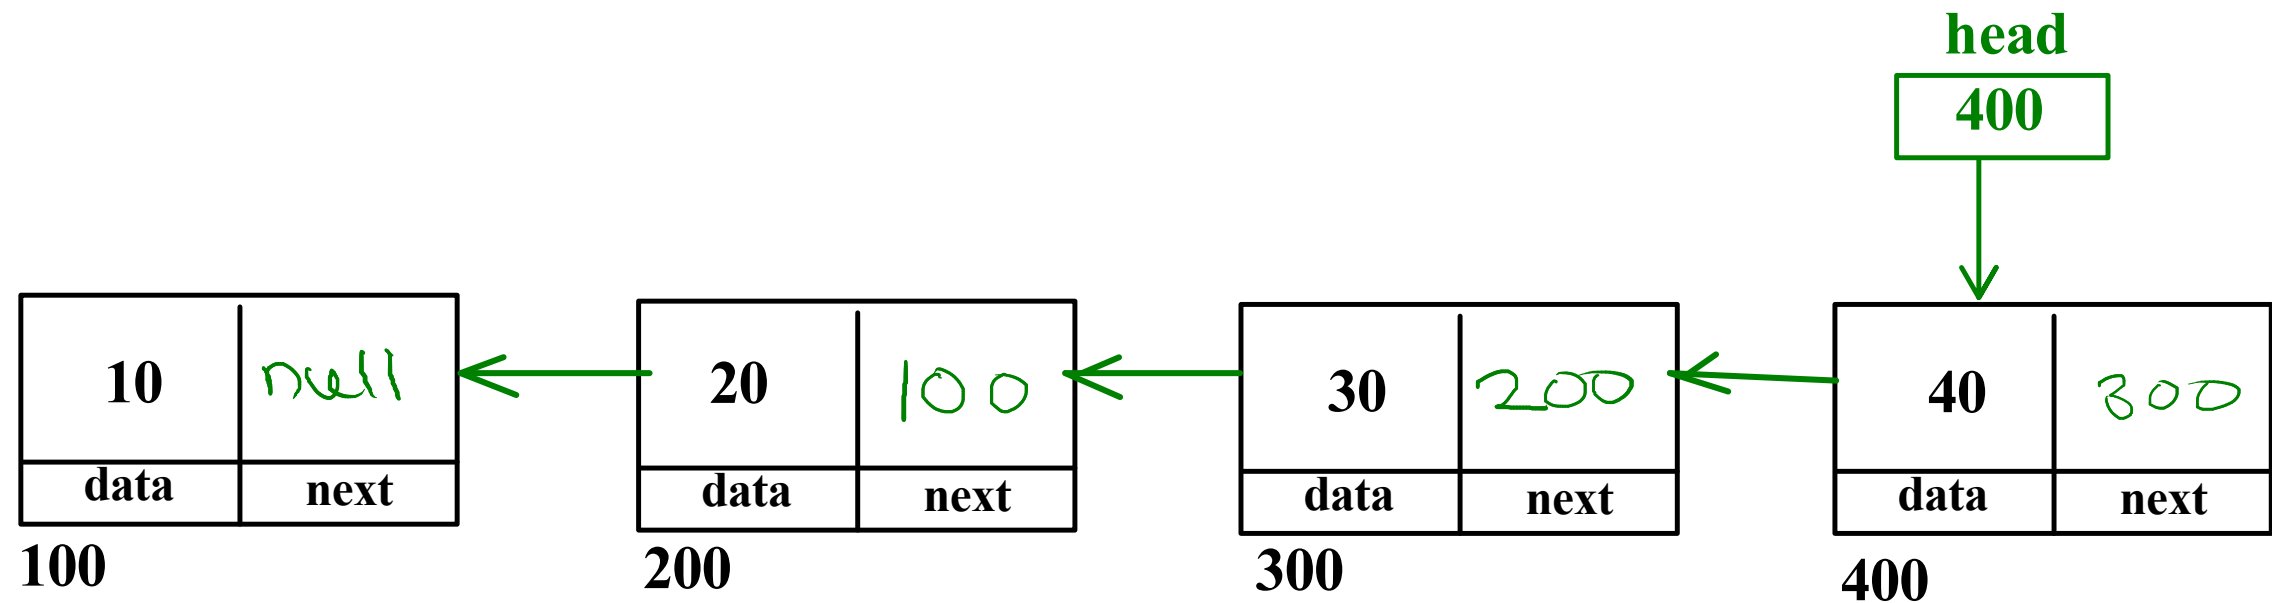 head
400
10 null
data next
100
20 100
data next
200
30 200
data next
300
40 300
data next
400